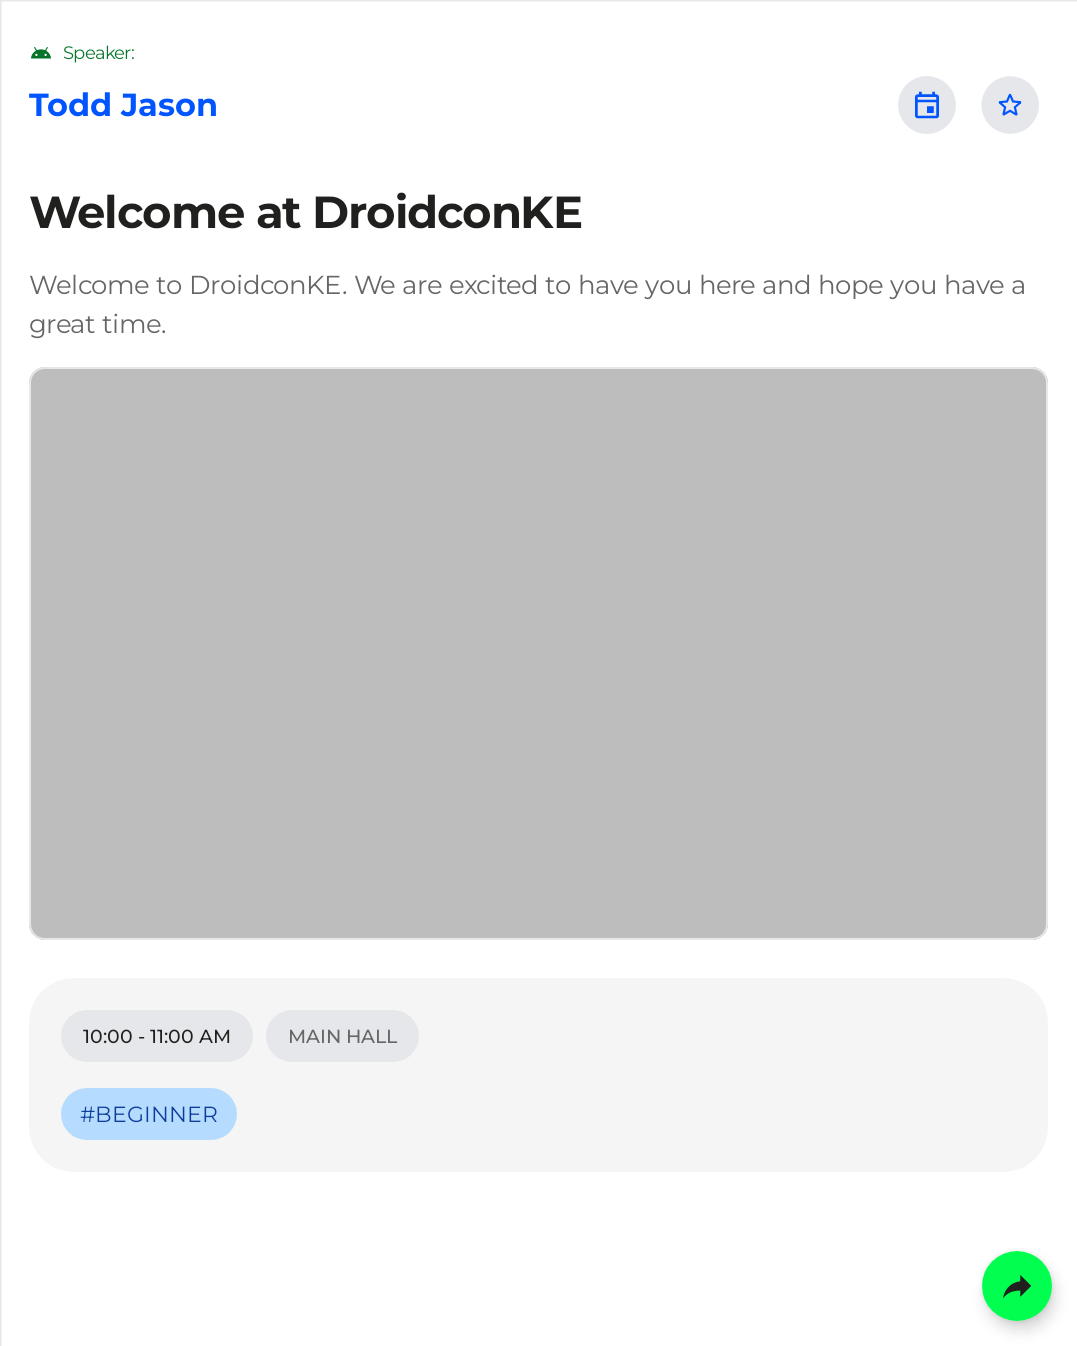 Speaker:
Todd Jason
Welcome at DroidconKE
Welcome to DroidconKE. We are excited to have you here and hope you have a
great time.
10:00 - 11:00 AM
MAIN HALL
#BEGINNER